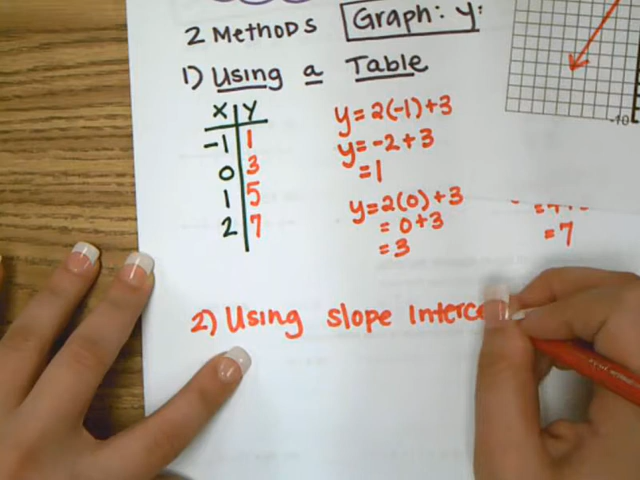 2 Methods
Graph: y:
1) Using a Table
X Y
-1 1
0 3
1 5
2 7
y=2(-1)+3
y=-2+3
=1
y=2(0)+3
= 0+3
= 3
= 7
2) Using slope interce
-10